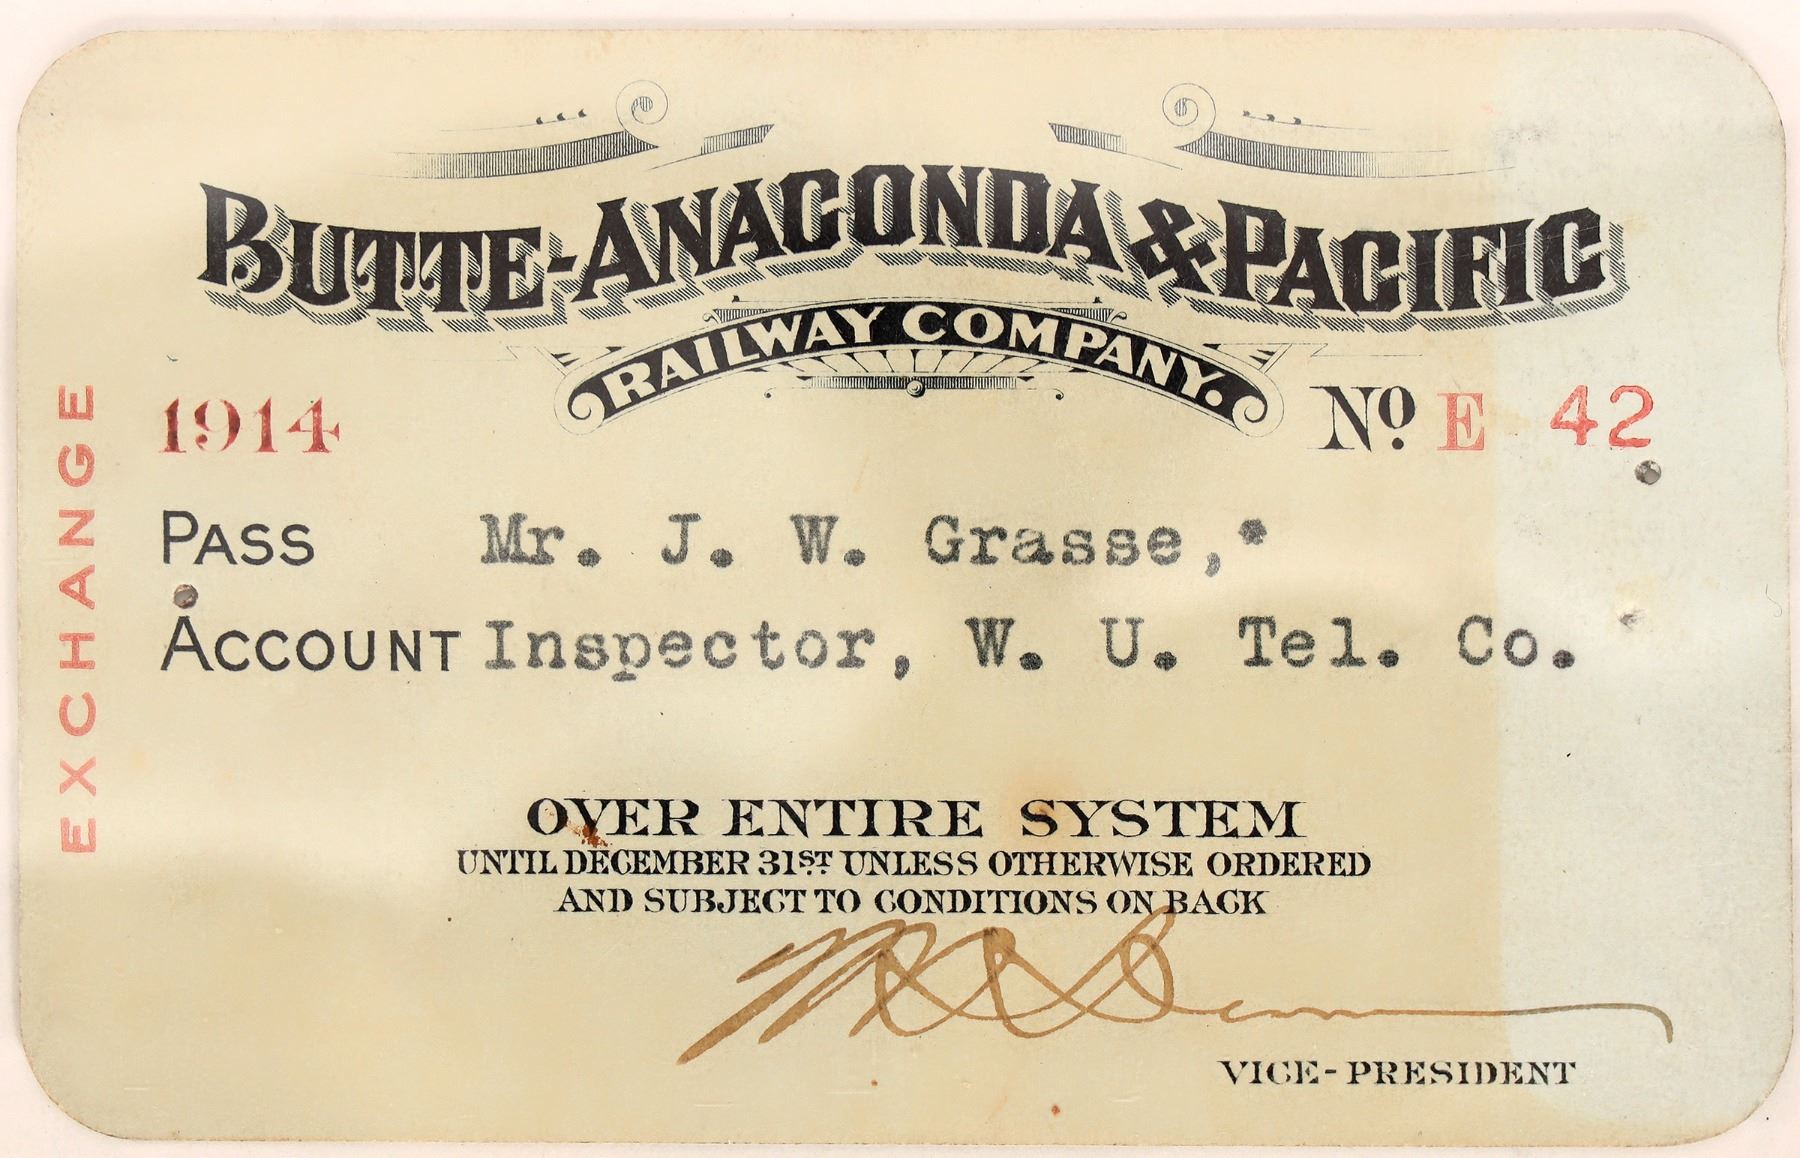 BUTTE-ANACONDA & PACIFIC
RAILWAY COMPANY.
1914
No. E 42
EXCHANGE
PASS Mr. J. W. Grasse,*
ACCOUNT Inspector, W. U. Tel. Co.
OVER ENTIRE SYSTEM
UNTIL DECEMBER 31ST UNLESS OTHERWISE ORDERED
AND SUBJECT TO CONDITIONS ON BACK
VICE-PRESIDENT